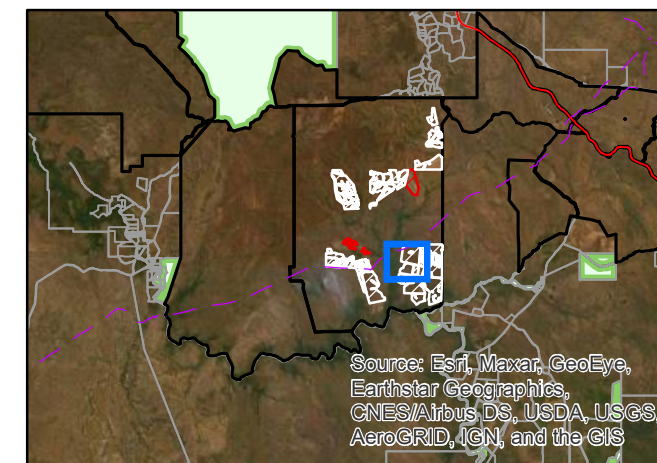 Source: Esri, Maxar, GeoEye,
Earthstar Geographics,
CNES/Airbus DS, USDA, USGS,
AeroGRID, IGN, and the GIS